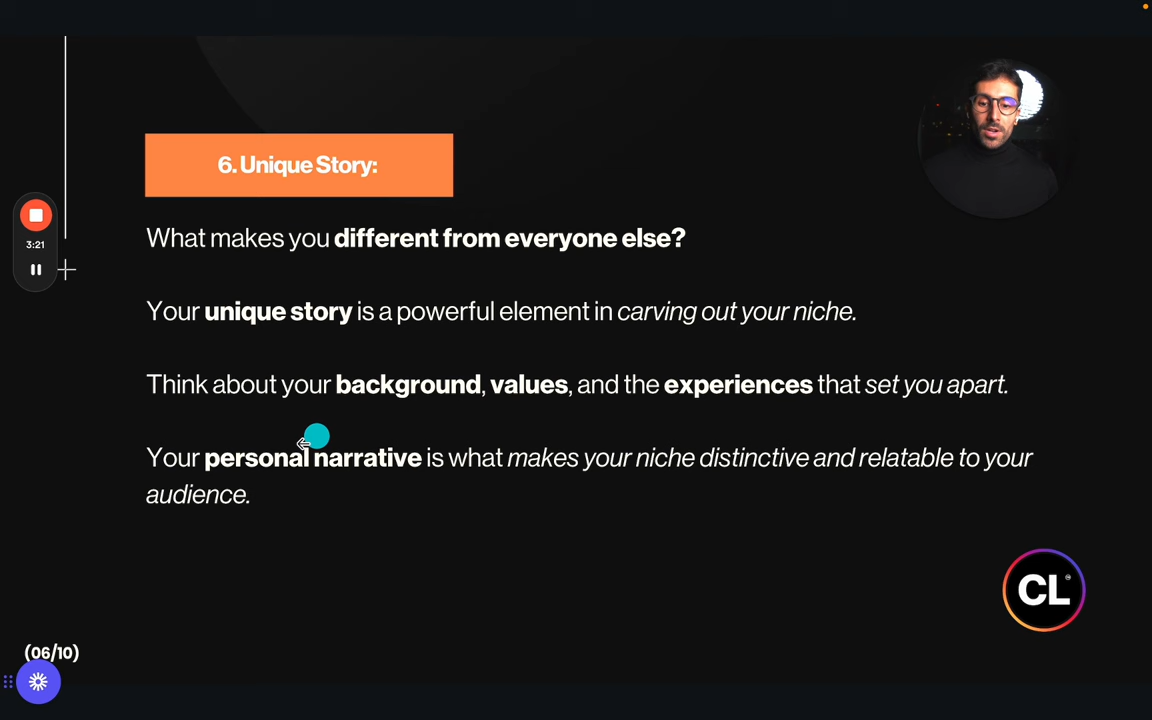 6. Unique Story:
What makes you different from everyone else?
3:21
Your unique story is a powerful element in carving out your niche.
Think about your background, values, and the experiences that set you apart.
Your personal narrative is what makes your niche distinctive and relatable to your
audience.
CL
(06/10)